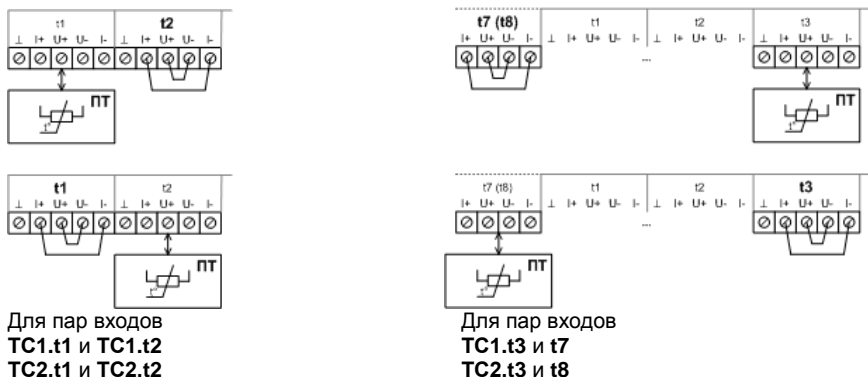 t1 t2
⊥ I+ U+ U- I- ⊥ I+ U+ U- I-
ПТ
t°
t1 t2
⊥ I+ U+ U- I- ⊥ I+ U+ U- I-
ПТ
t°
Для пар входов
TC1.t1 и TC1.t2
TC2.t1 и TC2.t2
t7 (t8) t1 t2 t3
I+ U+ U- I- ⊥ I+ U+ U- I- ⊥ I+ U+ U- I- ⊥ I+ U+ U- I-
...
ПТ
t°
t7 (t8) t1 t2 t3
I+ U+ U- I- ⊥ I+ U+ U- I- ⊥ I+ U+ U- I- ⊥ I+ U+ U- I-
...
ПТ
t°
Для пар входов
TC1.t3 и t7
TC2.t3 и t8